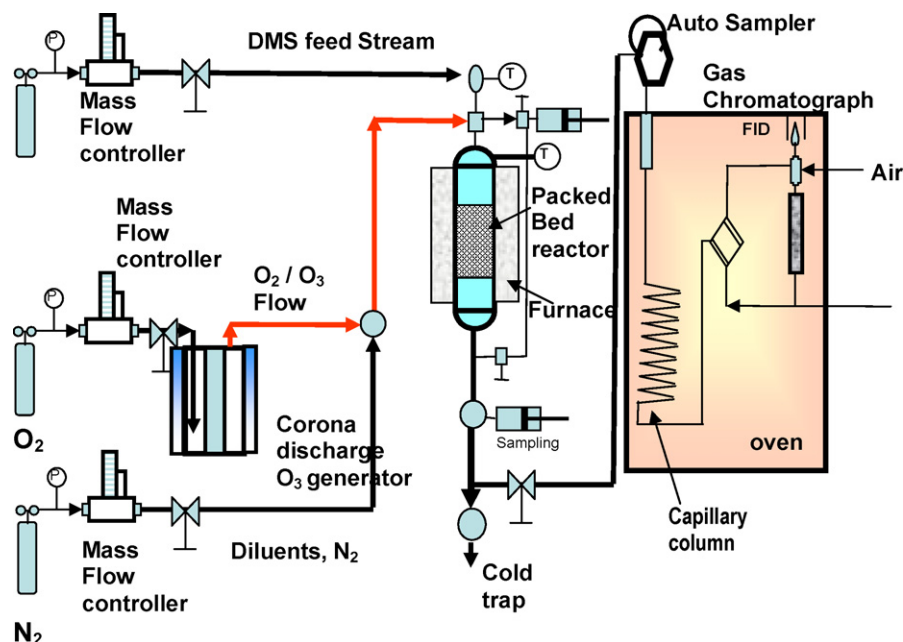 DMS feed Stream
Auto Sampler
P
Mass
Flow
controller
T
Gas
Chromatograph
FID
T
Air
Mass
Flow
controller
Packed
Bed
reactor
O2 / O3
Flow
P
Furnace
O2
Corona
discharge
O3 generator
Sampling
oven
P
Capillary
column
Mass
Flow
controller
Diluents, N2
Cold
trap
N2